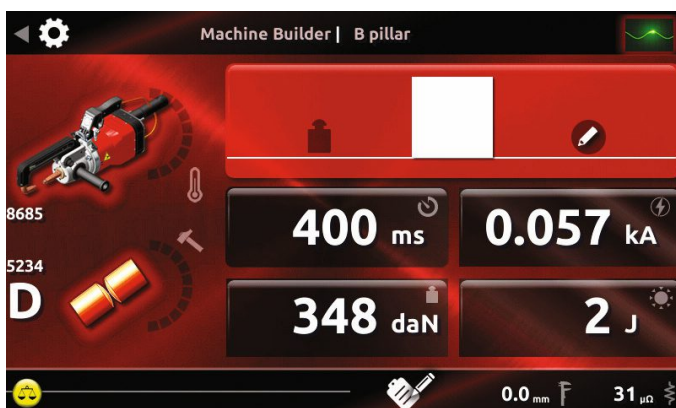 Machine Builder | B pillar
8685
400 ms
0.057 kA
5234
D
348 daN
2 J
0.0 mm
31 μΩ